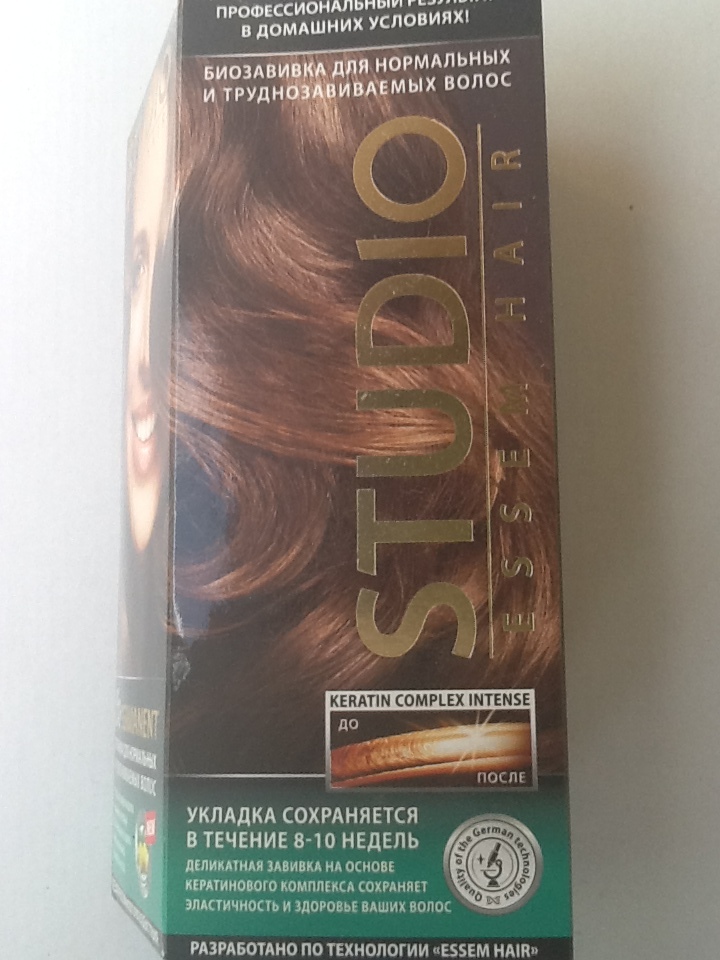 ПРОФЕССИОНАЛЬНЫЙ
В ДОМАШНИХ УСЛОВИЯХ!
БИОЗАВИВКА ДЛЯ НОРМАЛЬНЫХ
И ТРУДНОЗАВИВАЕМЫХ ВОЛОС
STUDIO
ESSEM HAIR
KERATIN COMPLEX INTENSE
ДО
ПОСЛЕ
УКЛАДКА СОХРАНЯЕТСЯ
В ТЕЧЕНИЕ 8-10 НЕДЕЛЬ
ДЕЛИКАТНАЯ ЗАВИВКА НА ОСНОВЕ
КЕРАТИНОВОГО КОМПЛЕКСА СОХРАНЯЕТ
ЭЛАСТИЧНОСТЬ И ЗДОРОВЬЕ ВАШИХ ВОЛОС
Quality of the German technologies
РАЗРАБОТАНО ПО ТЕХНОЛОГИИ «ESSEM HAIR»
ВОЛОС
NEW